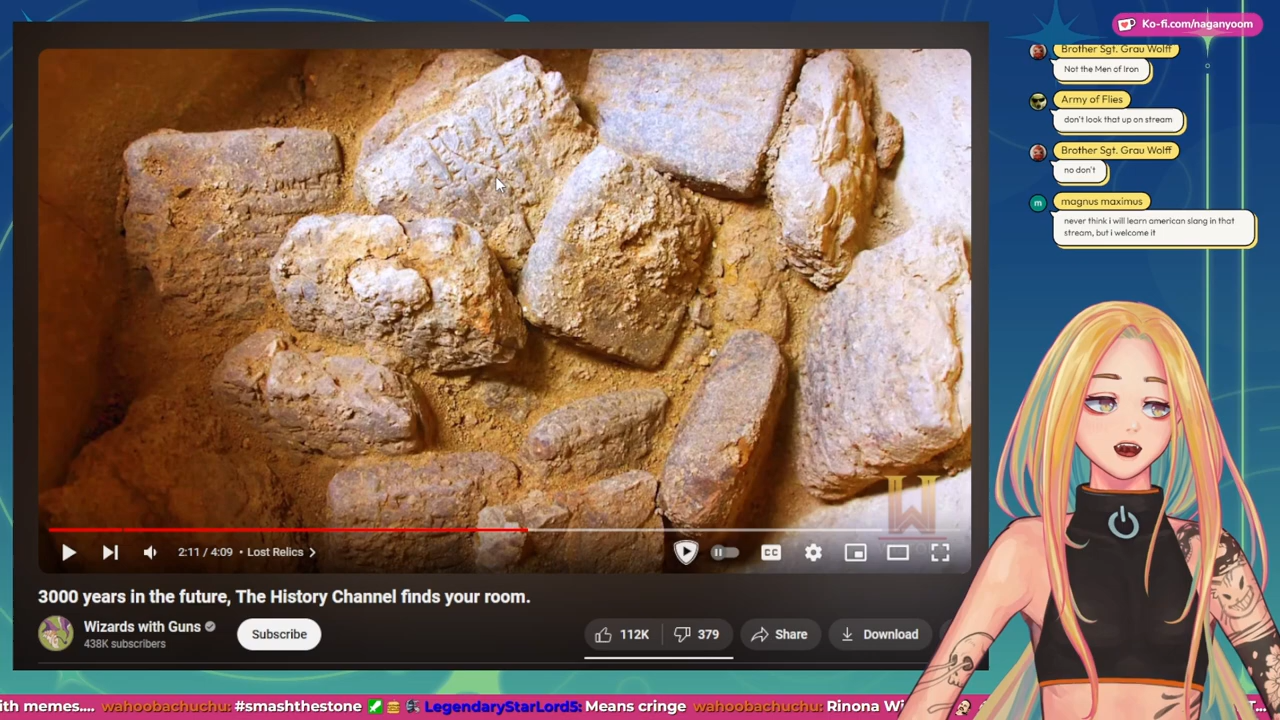 Ko-fi.com/naganyoom
Brother Sgt. Grau Wolff
Not the Men of Iron
Army of Flies
don't look that up on stream
Brother Sgt. Grau Wolff
no don't
m
magnus maximus
never think i will learn american slang in that
stream, but i welcome it
W
2:11 / 4:09 • Lost Relics
CC
3000 years in the future, The History Channel finds your room.
Wizards with Guns
438K subscribers
Subscribe
112K
379
Share
Download
ith memes.... wahoobachuchu: #smashthestone LegendaryStarLord5: Means cringe wahoobachuchu: Rinona Wi